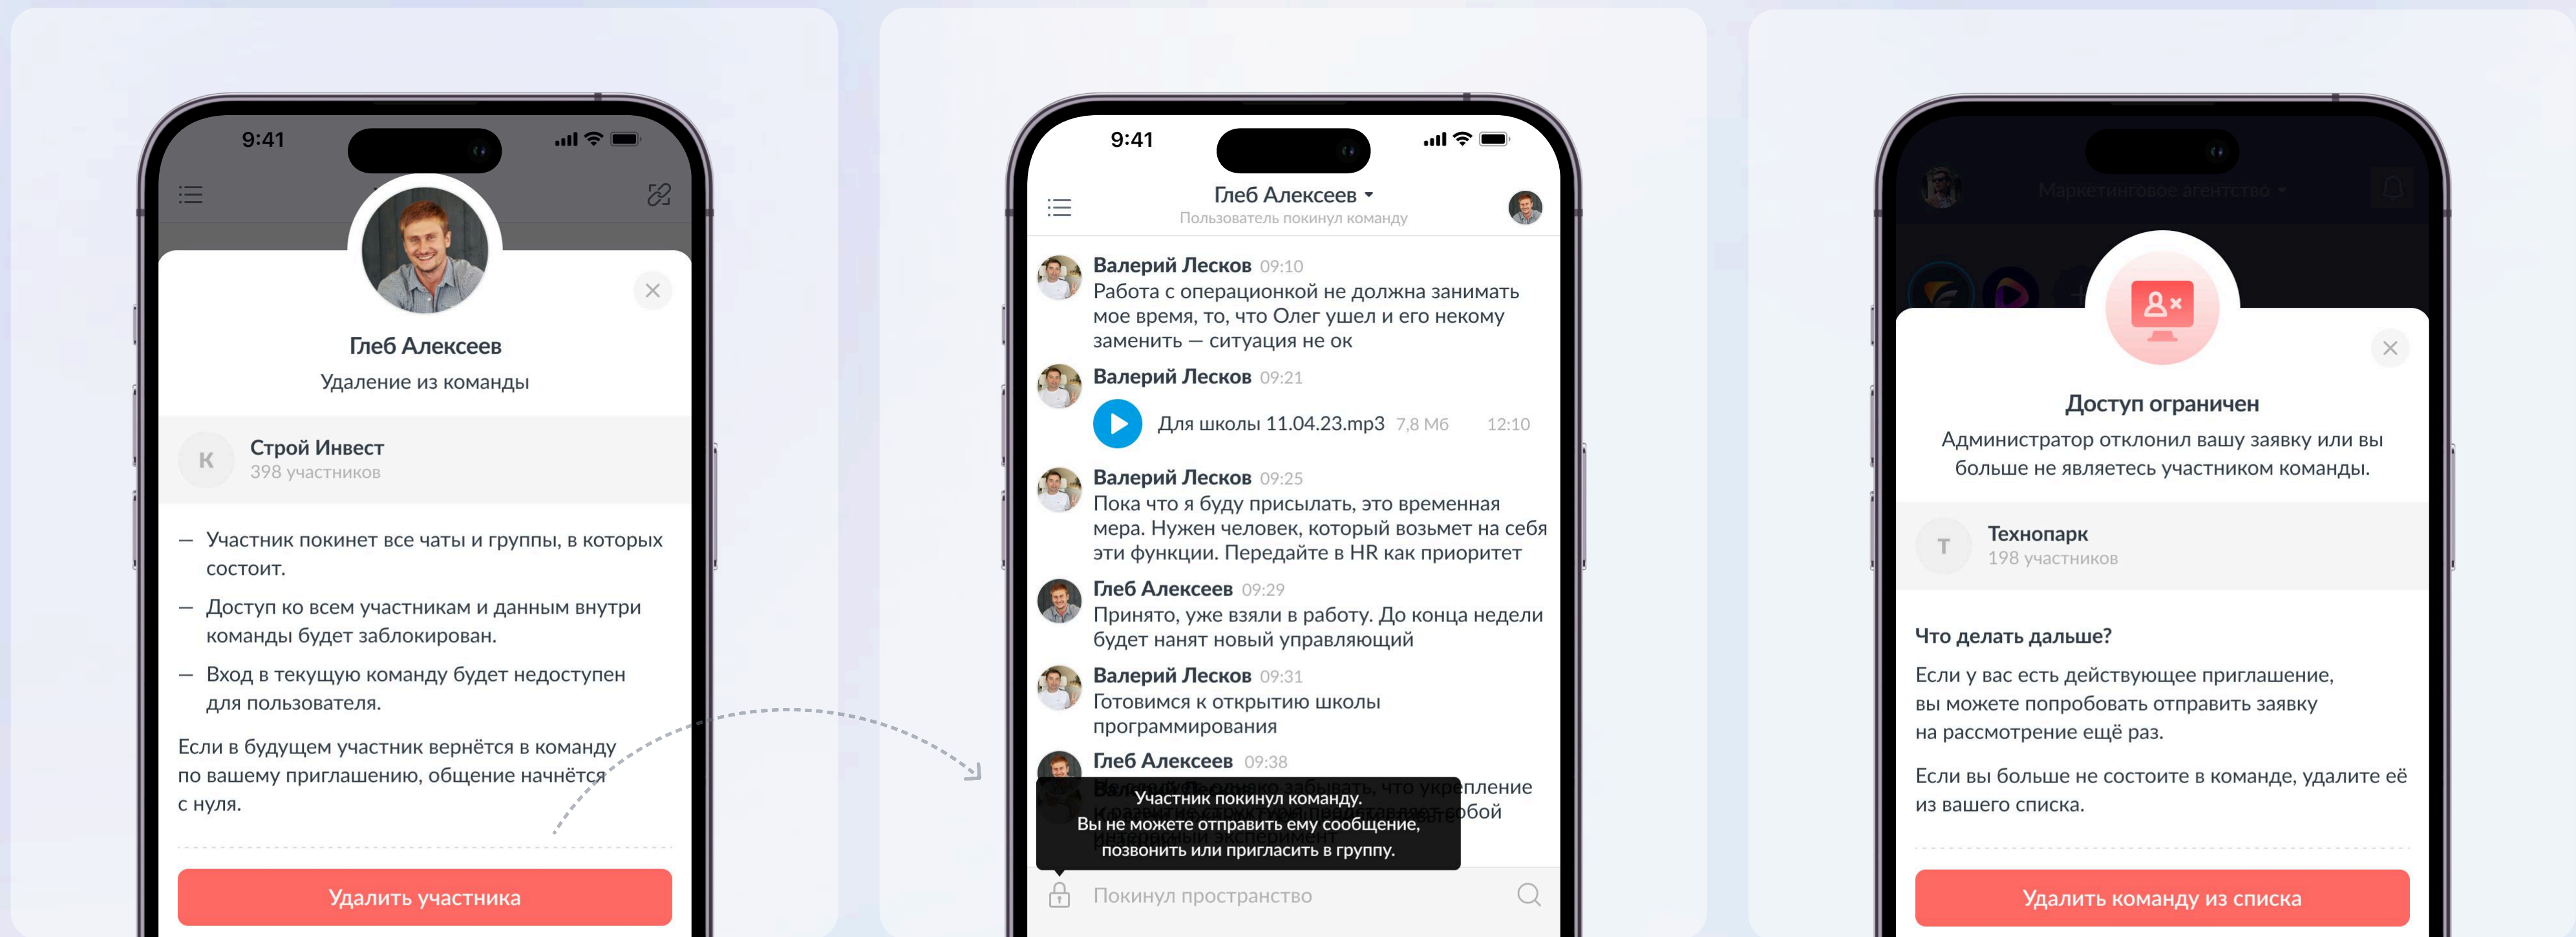 9:41
Глеб Алексеев
Удаление из команды
К
Строй Инвест
398 участников
— Участник покинет все чаты и группы, в которых
состоит.
— Доступ ко всем участникам и данным внутри
команды будет заблокирован.
— Вход в текущую команду будет недоступен
для пользователя.
Если в будущем участник вернётся в команду
по вашему приглашению, общение начнётся
с нуля.
Удалить участника
9:41
Глеб Алексеев
Пользователь покинул команду
Валерий Лесков 09:10
Работа с операционкой не должна занимать
мое время, то, что Олег ушел и его некому
заменить — ситуация не ок
Валерий Лесков 09:21
Для школы 11.04.23.mp3 7,8 Мб 12:10
Валерий Лесков 09:25
Пока что я буду присылать, это временная
мера. Нужен человек, который возьмет на себя
эти функции. Передайте в HR как приоритет
Глеб Алексеев 09:29
Принято, уже взяли в работу. До конца недели
будет нанят новый управляющий
Валерий Лесков 09:31
Готовимся к открытию школы
программирования
Глеб Алексеев 09:38
забывать, что укрепление
собой
Участник покинул команду.
Вы не можете отправить ему сообщение,
позвонить или пригласить в группу.
Покинул пространство
Маркетинговое агентство
Доступ ограничен
Администратор отклонил вашу заявку или вы
больше не являетесь участником команды.
Т
Технопарк
198 участников
Что делать дальше?
Если у вас есть действующее приглашение,
вы можете попробовать отправить заявку
на рассмотрение ещё раз.
Если вы больше не состоите в команде, удалите её
из вашего списка.
Удалить команду из списка